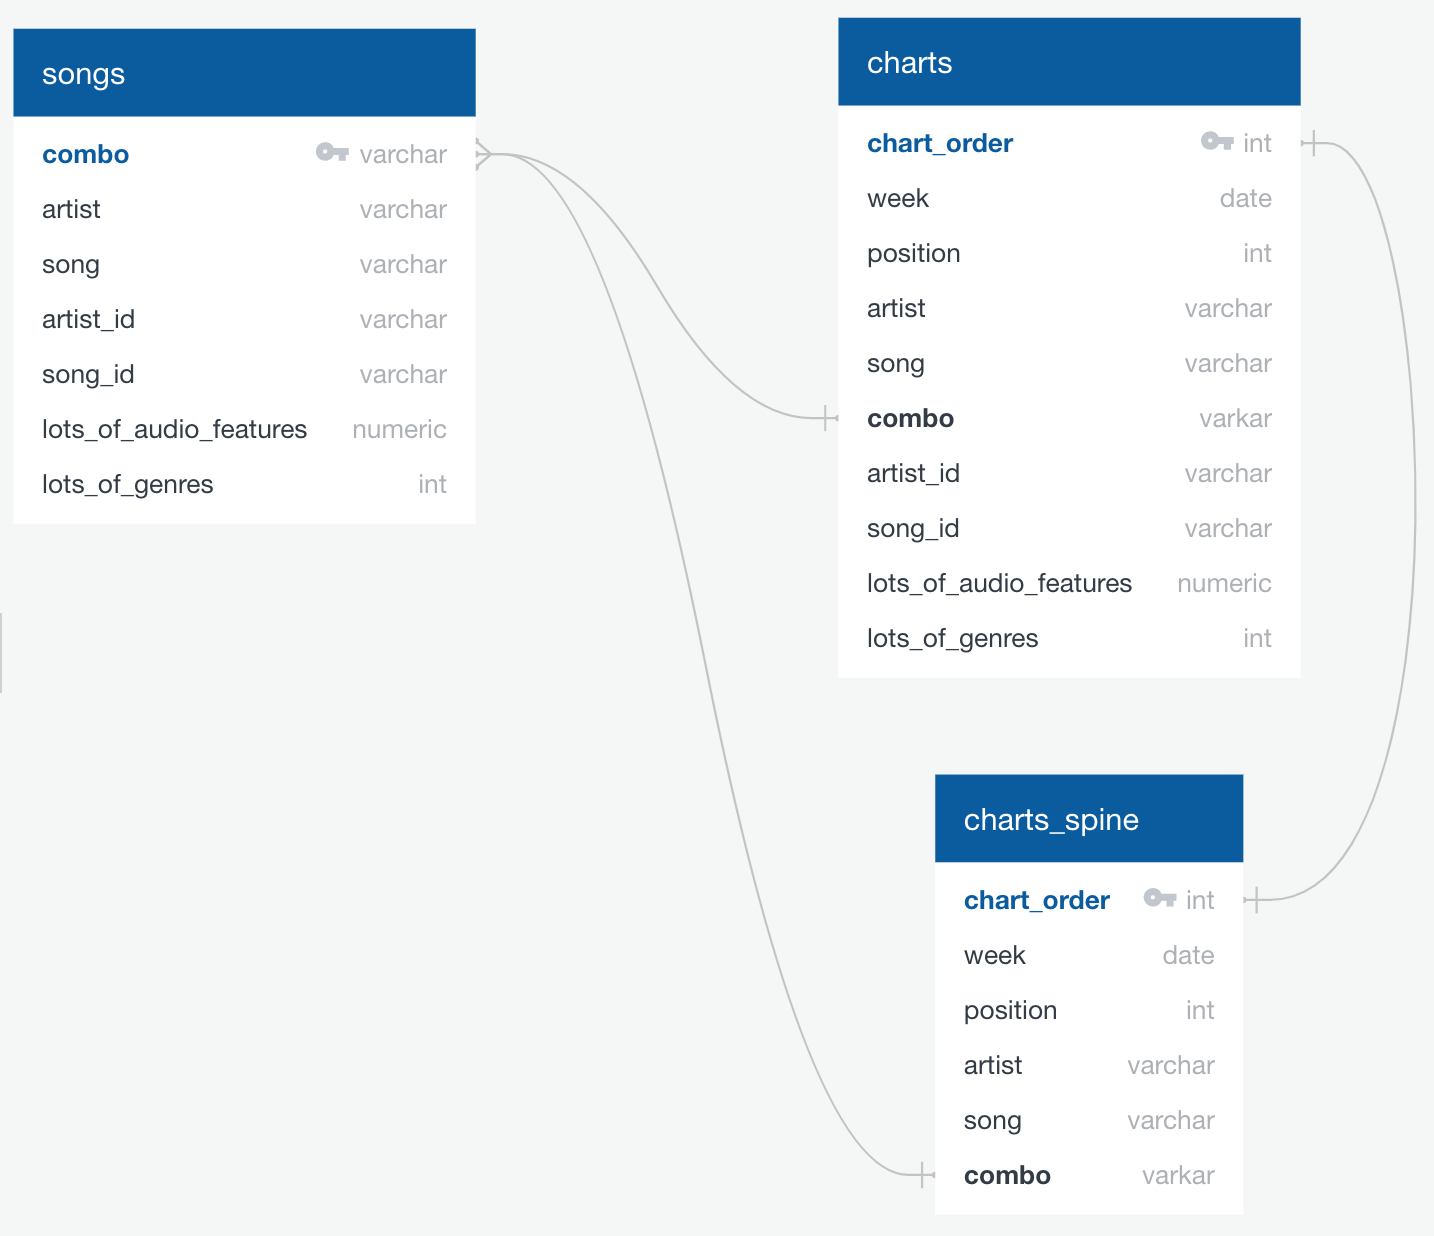 songs
combo varchar
artist varchar
song varchar
artist_id varchar
song_id varchar
lots_of_audio_features numeric
lots_of_genres int
charts
chart_order int
week date
position int
artist varchar
song varchar
combo varkar
artist_id varchar
song_id varchar
lots_of_audio_features numeric
lots_of_genres int
charts_spine
chart_order int
week date
position int
artist varchar
song varchar
combo varkar